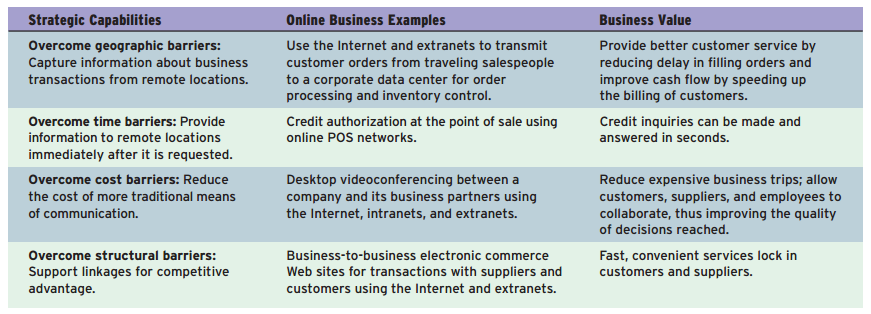 Strategic Capabilities
Online Business Examples
Business Value
Overcome geographic barriers:
Capture information about business
transactions from remote locations.
Use the Internet and extranets to transmit
customer orders from traveling salespeople
to a corporate data center for order
processing and inventory control.
Provide better customer service by
reducing delay in filling orders and
improve cash flow by speeding up
the billing of customers.
Overcome time barriers: Provide
information to remote locations
immediately after it is requested.
Credit authorization at the point of sale using
online POS networks.
Credit inquiries can be made and
answered in seconds.
Overcome cost barriers: Reduce
the cost of more traditional means
of communication.
Desktop videoconferencing between a
company and its business partners using
the Internet, intranets, and extranets.
Reduce expensive business trips; allow
customers, suppliers, and employees to
collaborate, thus improving the quality
of decisions reached.
Overcome structural barriers:
Support linkages for competitive
advantage.
Business-to-business electronic commerce
Web sites for transactions with suppliers and
customers using the Internet and extranets.
Fast, convenient services lock in
customers and suppliers.